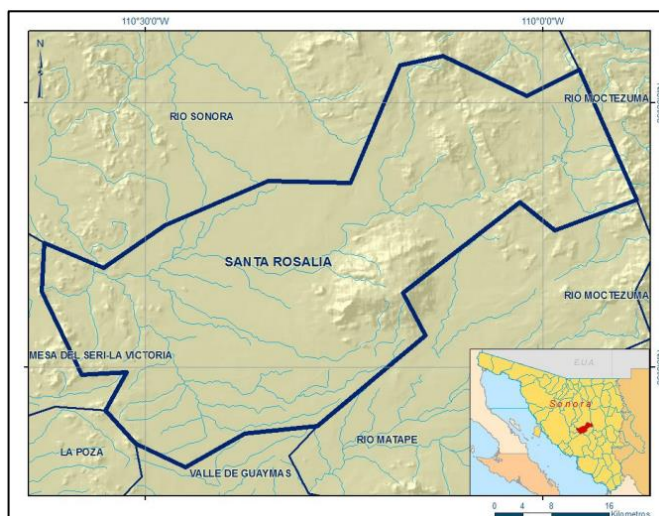 110°30'0"W
110°0'0"W
N
RIO SONORA
RIO MOCTEZUMA
SANTA ROSALIA
RIO MOCTEZUMA
MESA DEL SERI-LA VICTORIA
E.U.A.
Sonora
LA POZA
RIO MATAPE
VALLE DE GUAYMAS
0 4 8 16
Kilometros